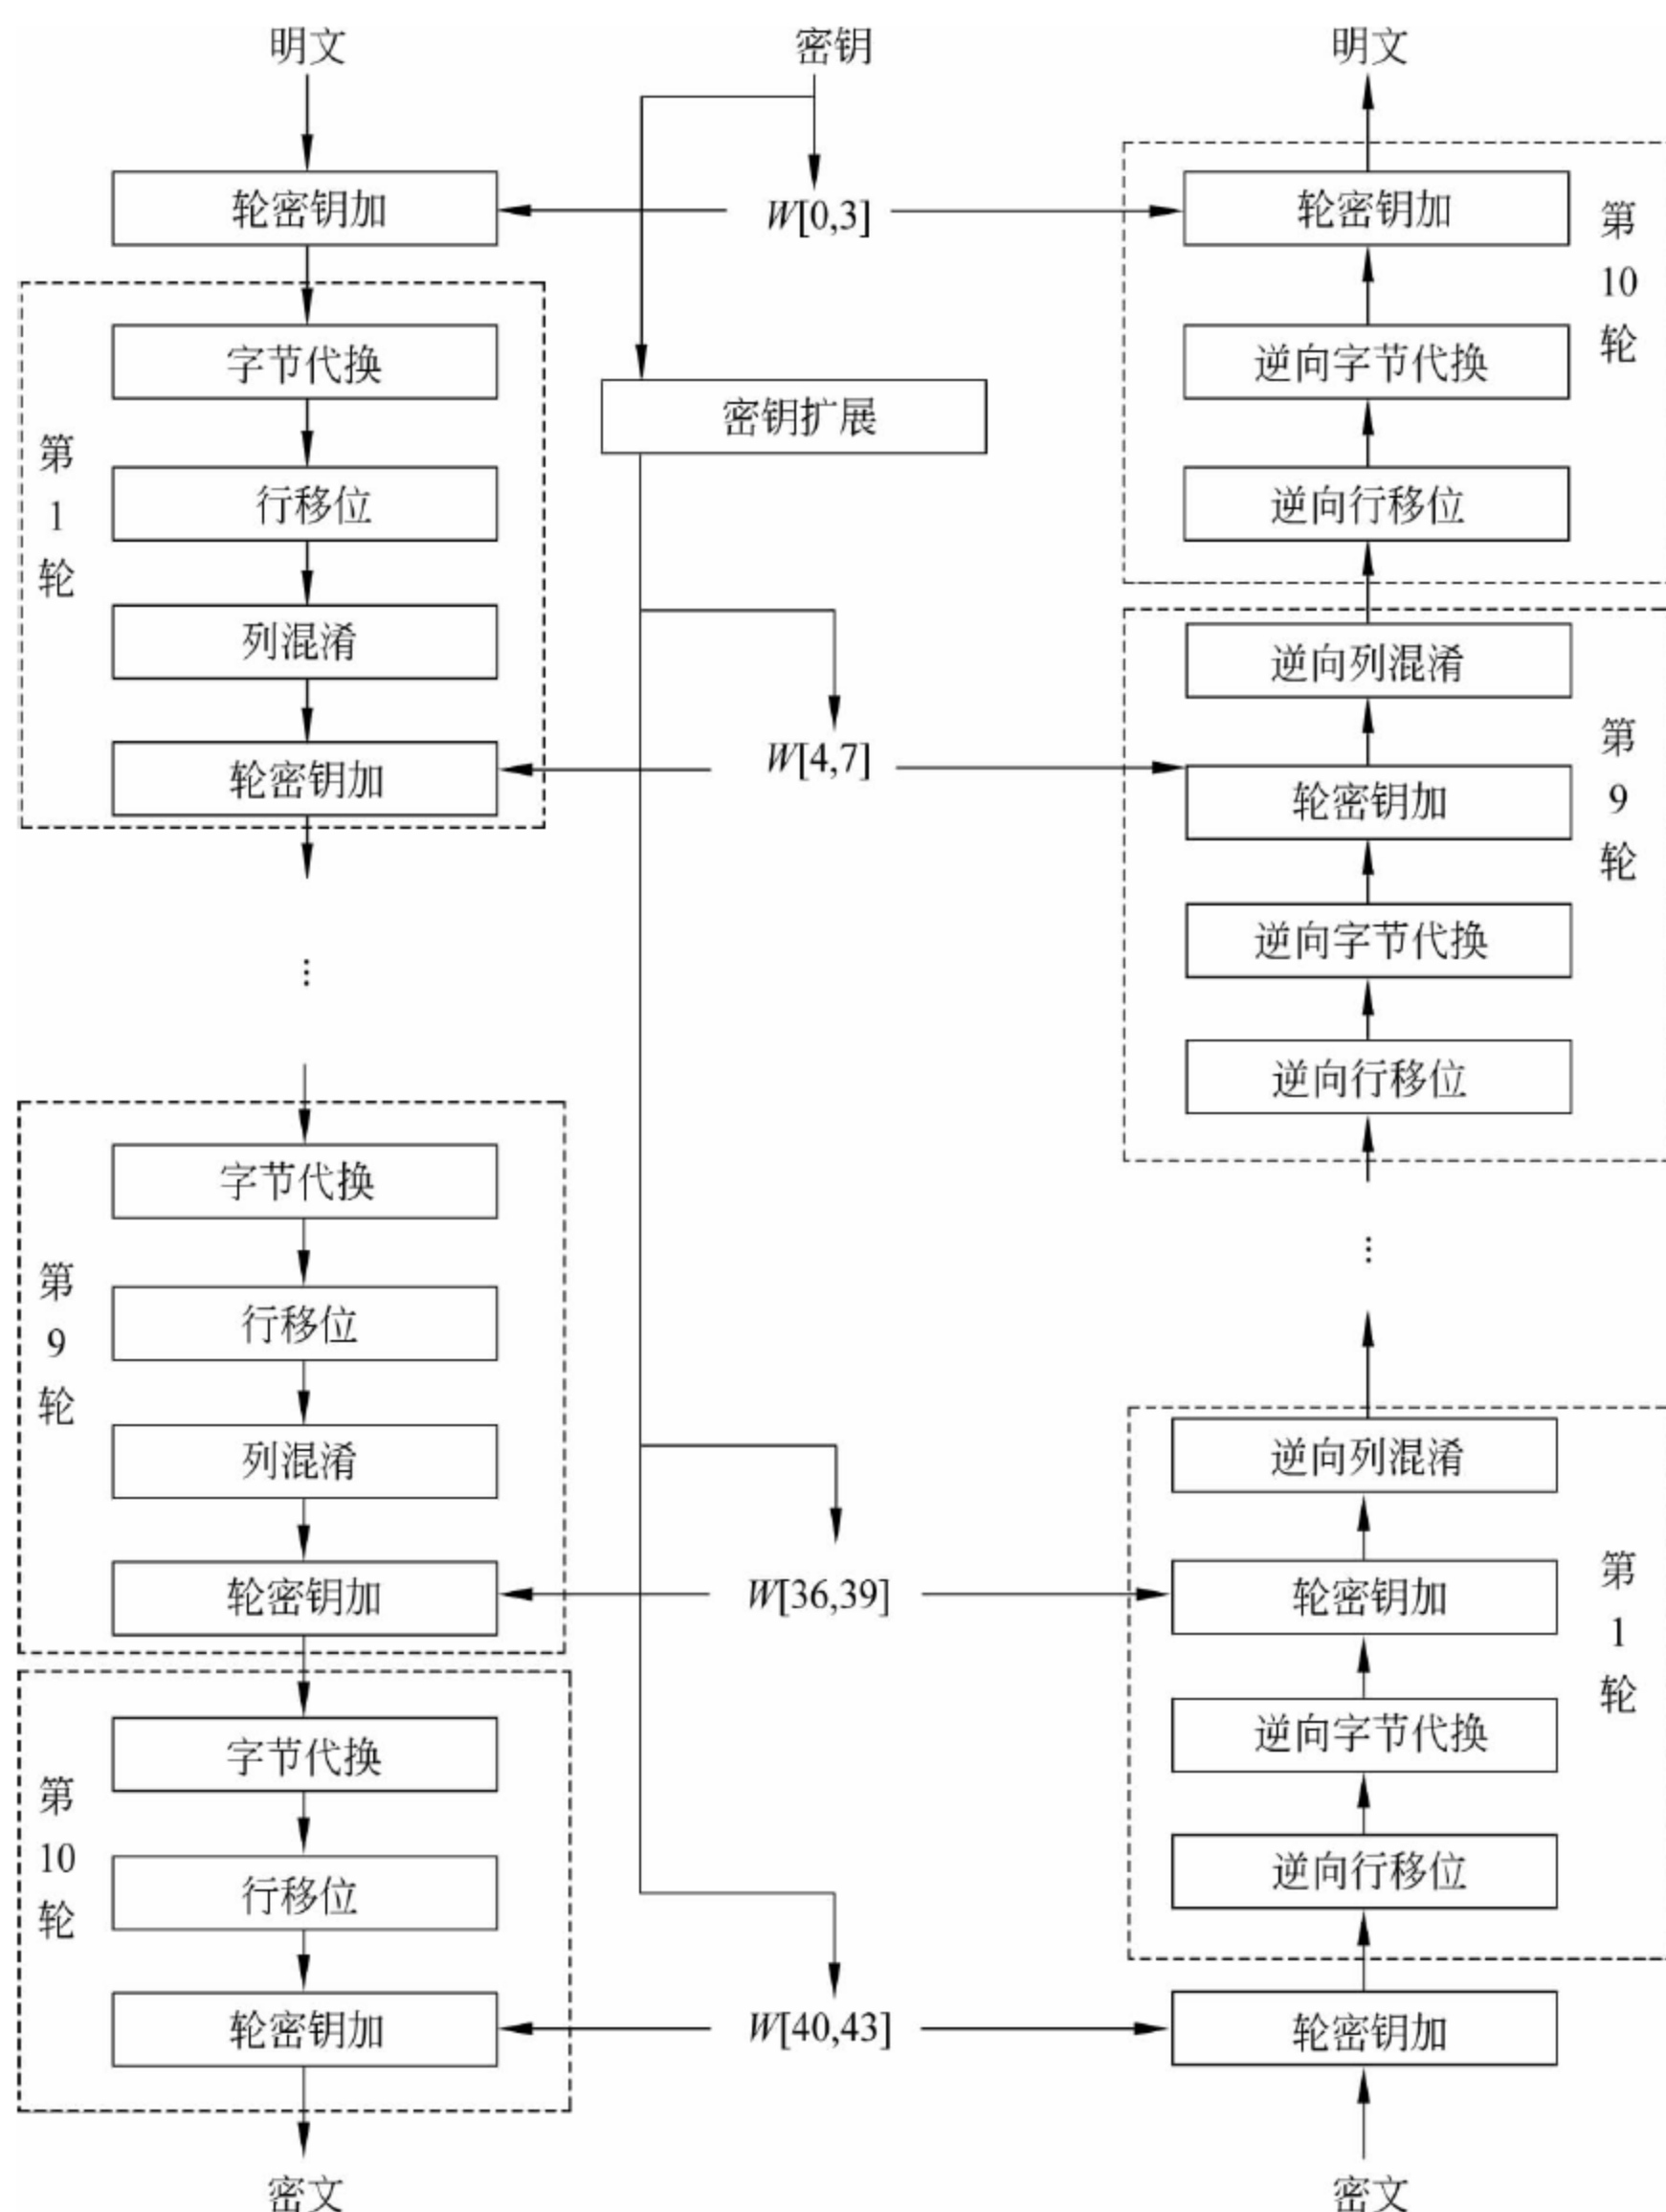 明文
密钥
明文
轮密钥加
W[0,3]
轮密钥加
第
10
轮
字节代换
逆向字节代换
密钥扩展
第
1
轮
行移位
逆向行移位
列混淆
逆向列混淆
轮密钥加
W[4,7]
轮密钥加
第
9
轮
逆向字节代换
⋮
逆向行移位
字节代换
⋮
第
9
轮
行移位
列混淆
逆向列混淆
轮密钥加
W[36,39]
轮密钥加
第
1
轮
字节代换
逆向字节代换
第
10
轮
行移位
逆向行移位
轮密钥加
W[40,43]
轮密钥加
密文
密文